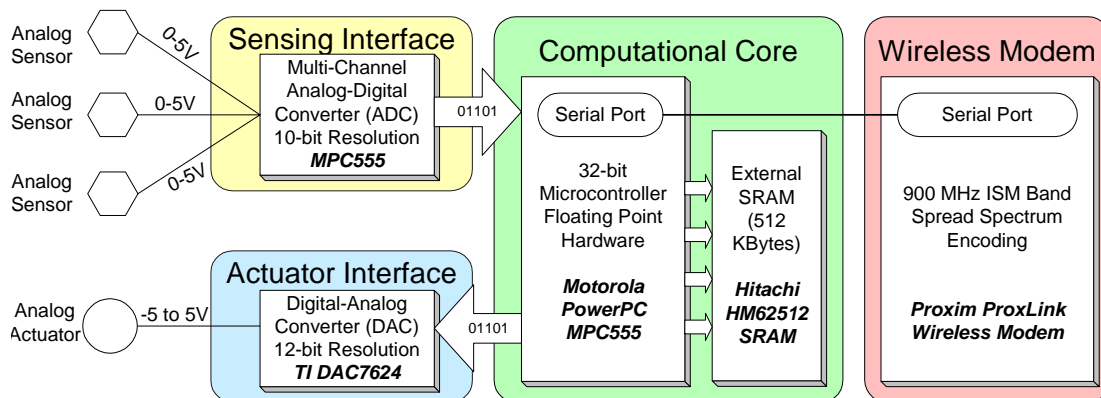 Analog
Sensor
0-5V
Analog
Sensor
0-5V
Analog
Sensor
0-5V
Sensing Interface
Multi-Channel
Analog-Digital
Converter (ADC)
10-bit Resolution
MPC555
01101
Computational Core
Serial Port
32-bit
Microcontroller
Floating Point
Hardware
Motorola
PowerPC
MPC555
External
SRAM
(512
KBytes)
Hitachi
HM62512
SRAM
Wireless Modem
Serial Port
900 MHz ISM Band
Spread Spectrum
Encoding
Proxim ProxLink
Wireless Modem
Analog
Actuator
-5 to 5V
Actuator Interface
Digital-Analog
Converter (DAC)
12-bit Resolution
TI DAC7624
01101